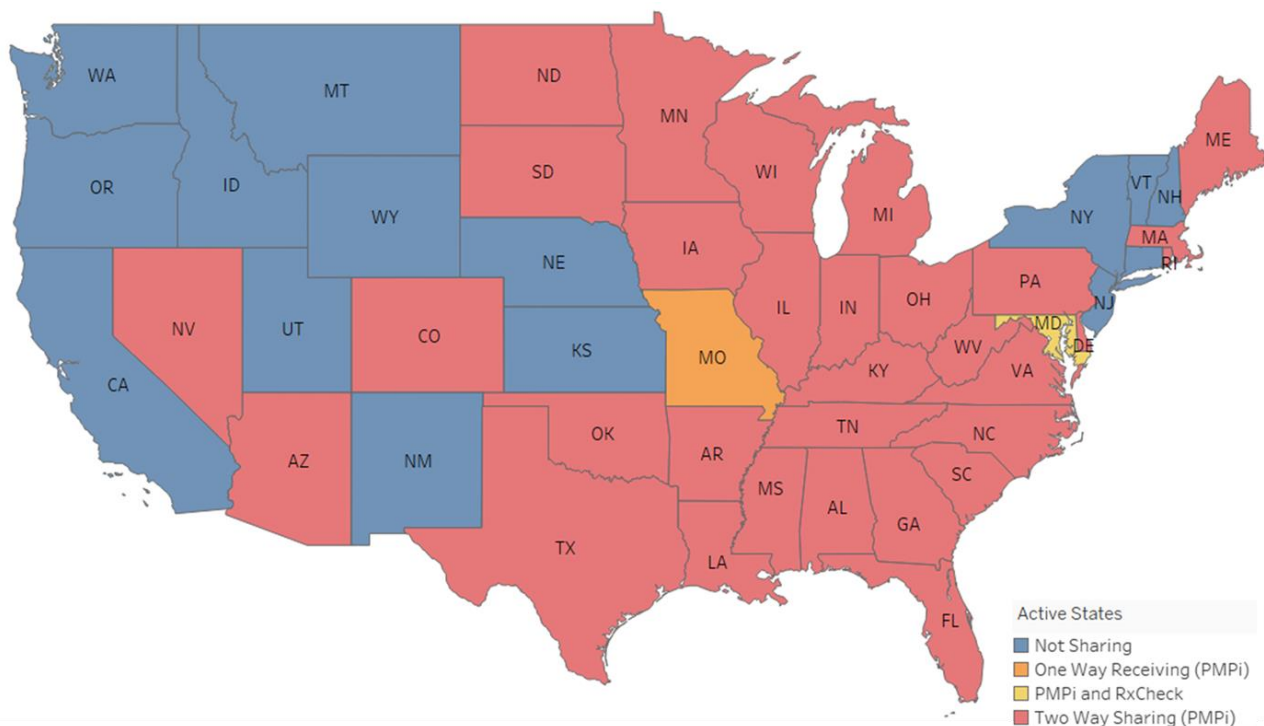 WA
MT
ND
MN
ME
OR
ID
SD
WI
VT
NH
WY
MI
NY
MA
NE
IA
RI
NV
UT
CO
IL
IN
OH
PA
NJ
KS
MO
KY
WV
MD
DE
VA
CA
AZ
NM
OK
AR
TN
NC
SC
MS
AL
GA
TX
LA
FL
Active States
Not Sharing
One Way Receiving (PMPi)
PMPi and RxCheck
Two Way Sharing (PMPi)